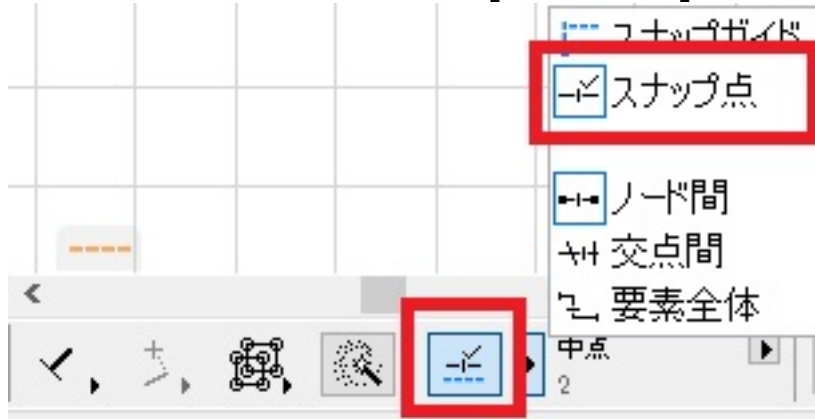 スナップガイド
スナップ点
ノード間
交点間
要素全体
中点
2